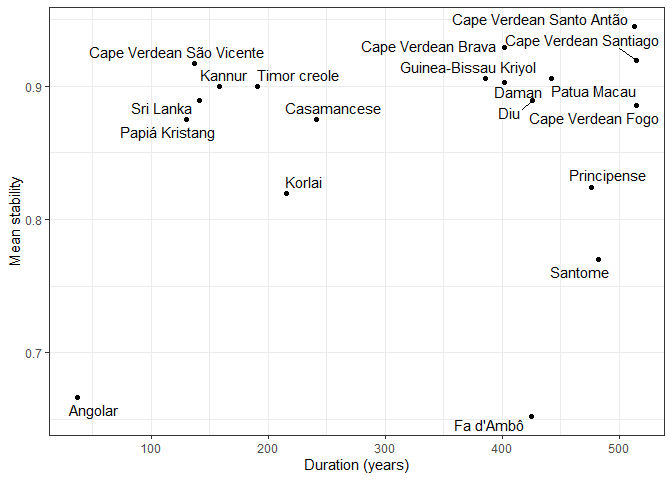 Cape Verdean Santo Antão
Cape Verdean Brava
Cape Verdean Santiago
Cape Verdean São Vicente
Guinea-Bissau Kriyol
Kannur
Timor creole
0.9
Daman
Patua Macau
Sri Lanka
Casamancese
Diu
Cape Verdean Fogo
Papiá Kristang
Principense
Korlai
Mean stability
0.8
Santome
0.7
Angolar
Fa d'Ambô
100
200
300
400
500
Duration (years)